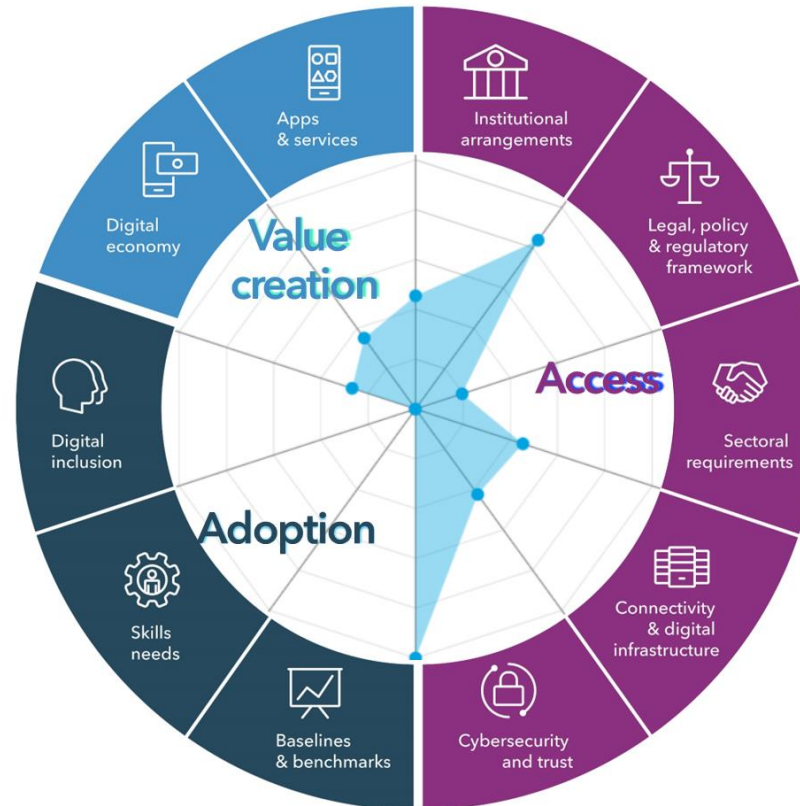 Apps
& services
Institutional
arrangements
Digital
economy
Legal, policy
& regulatory
framework
Value
creation
Access
Digital
inclusion
Sectoral
requirements
Adoption
Skills
needs
Connectivity
& digital
infrastructure
Baselines
& benchmarks
Cybersecurity
and trust